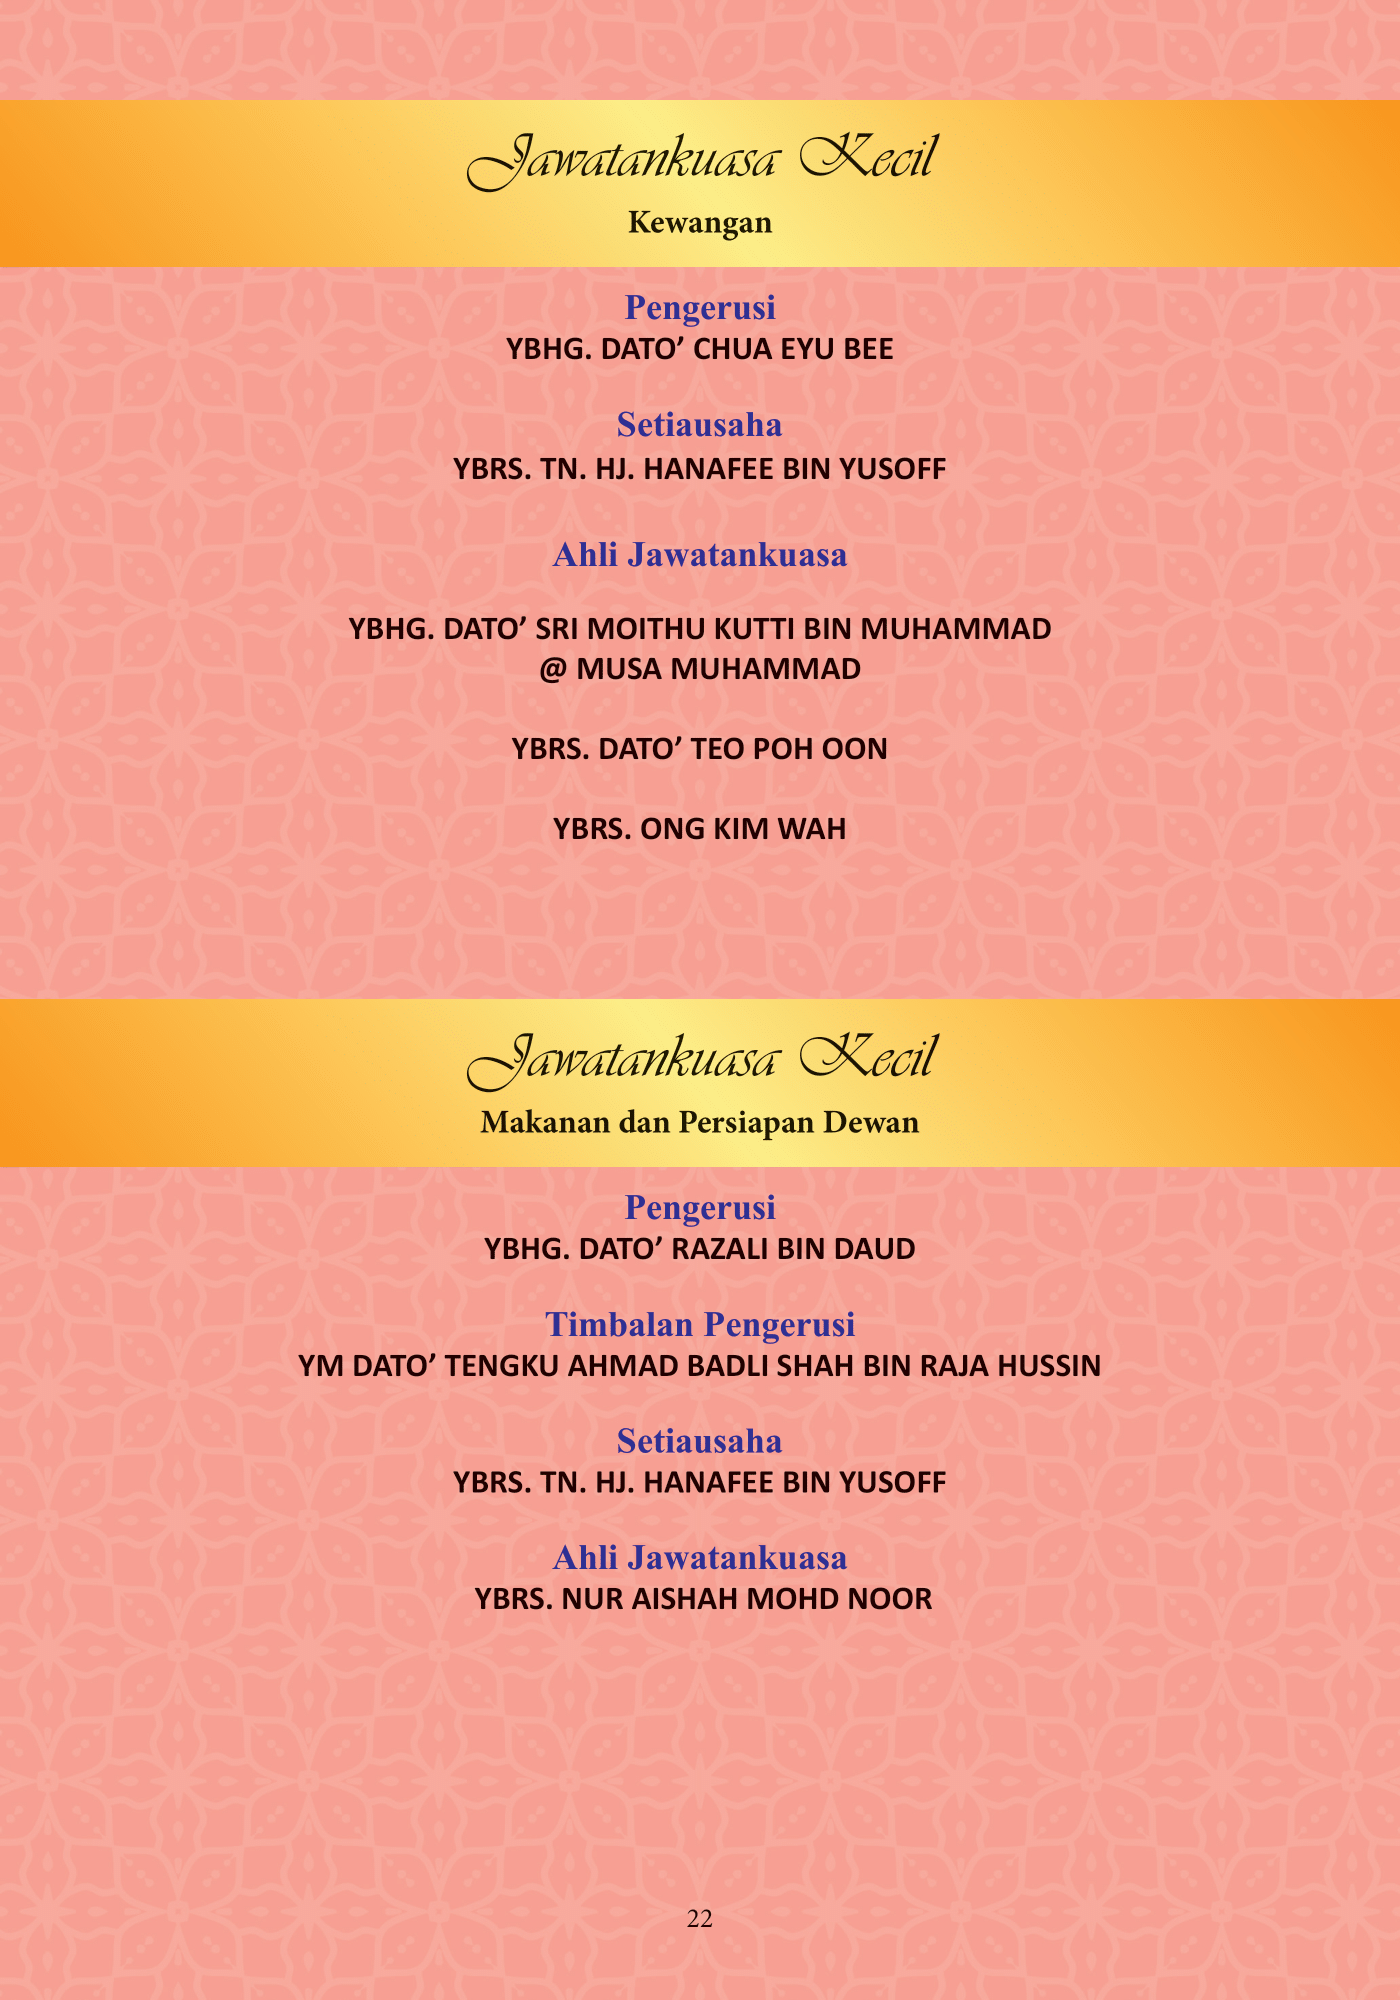 Jawatankuasa Kecil
Kewangan
Pengerusi
YBHG. DATO’ CHUA EYU BEE
Setiausaha
YBRS. TN. HJ. HANAFEE BIN YUSOFF
Ahli Jawatankuasa
YBHG. DATO’ SRI MOITHU KUTTI BIN MUHAMMAD
@ MUSA MUHAMMAD
YBRS. DATO’ TEO POH OON
YBRS. ONG KIM WAH
Jawatankuasa Kecil
Makanan dan Persiapan Dewan
Pengerusi
YBHG. DATO’ RAZALI BIN DAUD
Timbalan Pengerusi
YM DATO’ TENGKU AHMAD BADLI SHAH BIN RAJA HUSSIN
Setiausaha
YBRS. TN. HJ. HANAFEE BIN YUSOFF
Ahli Jawatankuasa
YBRS. NUR AISHAH MOHD NOOR
22